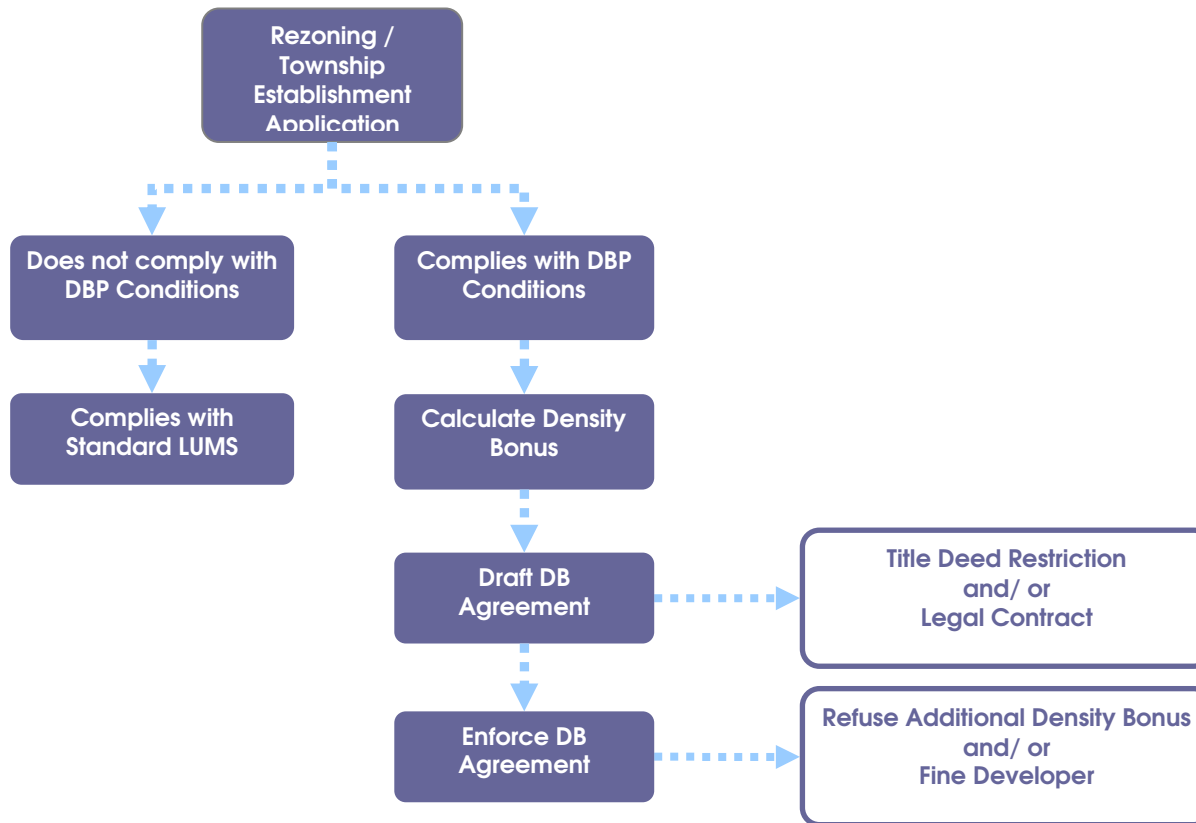 Rezoning /
Township
Establishment
Application
Does not comply with
DBP Conditions
Complies with DBP
Conditions
Complies with
Standard LUMS
Calculate Density
Bonus
Draft DB
Agreement
Title Deed Restriction
and/ or
Legal Contract
Enforce DB
Agreement
Refuse Additional Density Bonus
and/ or
Fine Developer